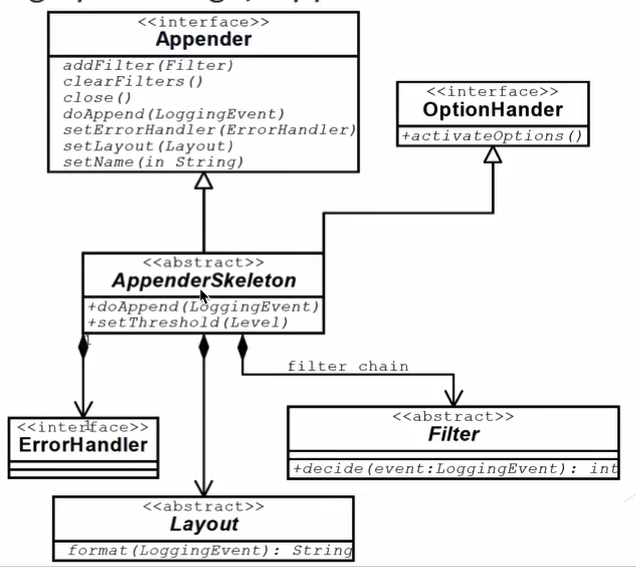 <<interface>>
Appender
addFilter(Filter)
clearFilters()
close()
doAppend(LoggingEvent)
setErrorHandler(ErrorHandler)
setLayout(Layout)
setName(in String)
<<interface>>
OptionHander
+activateOptions()
<<abstract>>
AppenderSkeleton
+doAppend(LoggingEvent)
+setThreshold(Level)
1
filter chain
1
<<interface>>
ErrorHandler
<<abstract>>
Filter
+decide(event:LoggingEvent): int
<<abstract>>
Layout
format(LoggingEvent): String